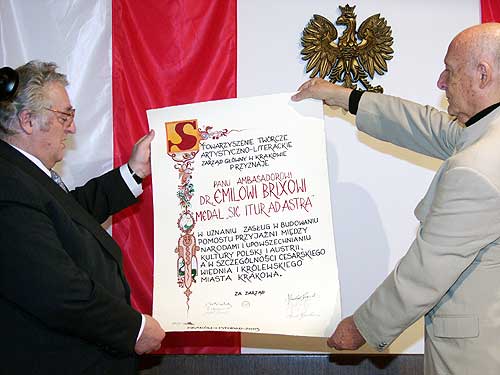 STOWARZYSZENIE TWÓRCZE
ARTYSTYCZNO-LITERACKIE
ZARZĄD GŁÓWNY W KRAKOWIE
PRZYZNAJE
PANU AMBASADOROWI
DR. EMILOWI BRIXOWI
MEDAL "SIC ITUR AD ASTRA"
W UZNANIU ZASŁUG W BUDOWANIU
POMOSTU PRZYJAŹNI MIĘDZY
NARODAMI I UPOWSZECHNIANIU
KULTURY POLSKI I AUSTRII,
A W SZCZEGÓLNOŚCI CESARSKIEGO
WIEDNIA I KRÓLEWSKIEGO
MIASTA KRAKOWA.
ZA ZARZĄD